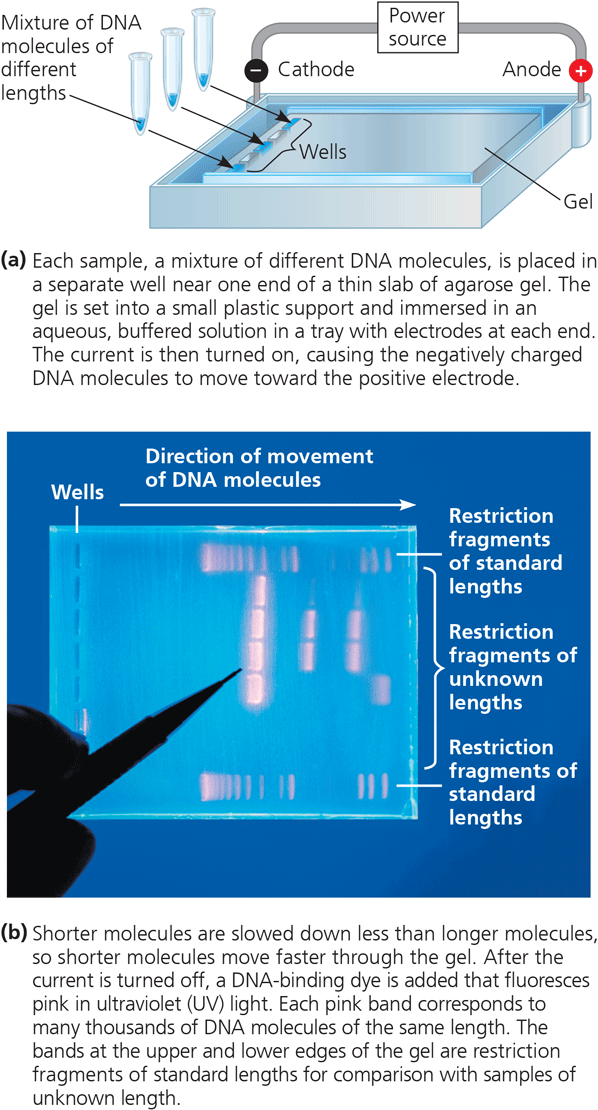 Mixture of DNA
molecules of
different
lengths
Power
source
−
Cathode
Anode
+
Wells
Gel
(a) Each sample, a mixture of different DNA molecules, is placed in
a separate well near one end of a thin slab of agarose gel. The
gel is set into a small plastic support and immersed in an
aqueous, buffered solution in a tray with electrodes at each end.
The current is then turned on, causing the negatively charged
DNA molecules to move toward the positive electrode.
Direction of movement
of DNA molecules
Wells
Restriction
fragments
of standard
lengths
Restriction
fragments of
unknown
lengths
Restriction
fragments of
standard
lengths
(b) Shorter molecules are slowed down less than longer molecules,
so shorter molecules move faster through the gel. After the
current is turned off, a DNA-binding dye is added that fluoresces
pink in ultraviolet (UV) light. Each pink band corresponds to
many thousands of DNA molecules of the same length. The
bands at the upper and lower edges of the gel are restriction
fragments of standard lengths for comparison with samples of
unknown length.